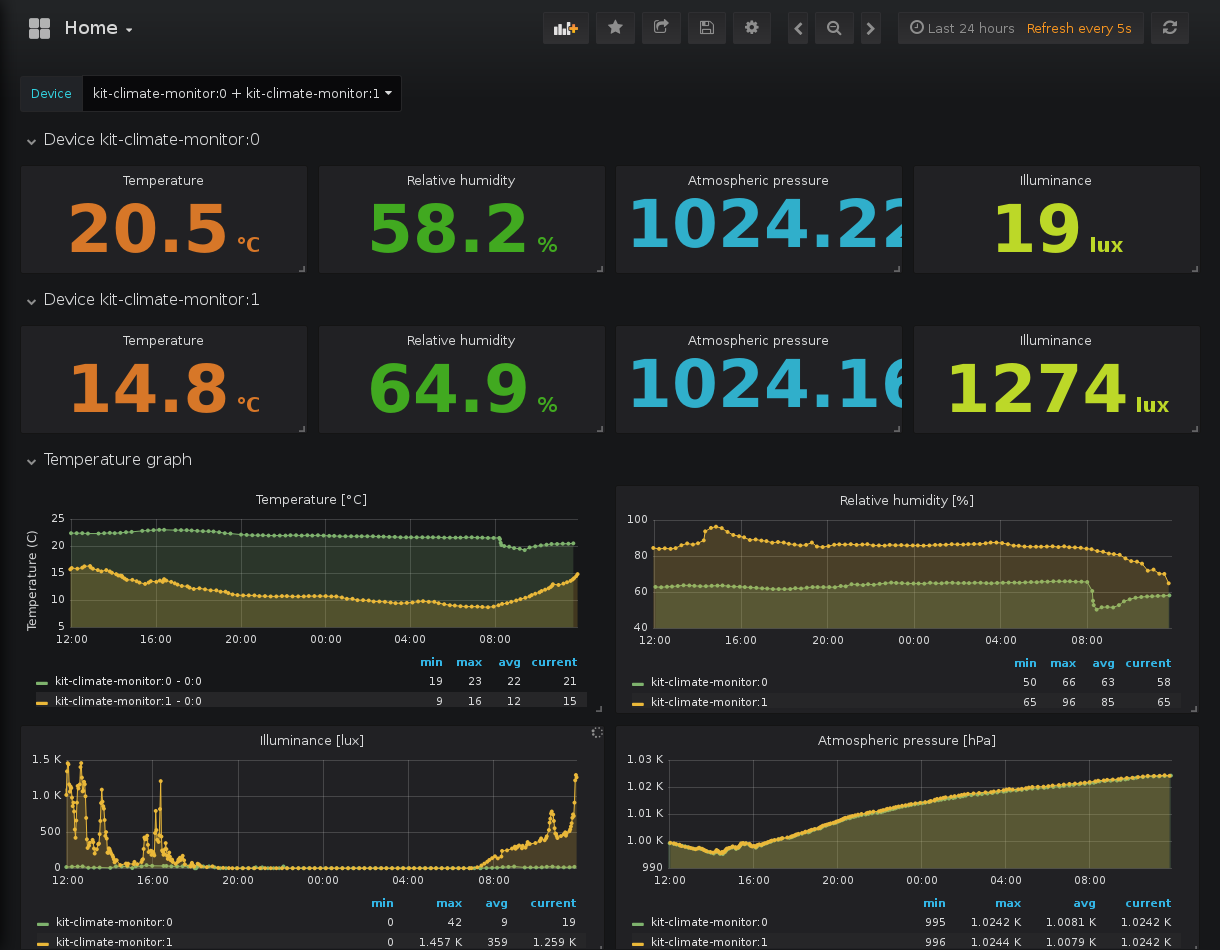 Home
Last 24 hours Refresh every 5s
Device kit-climate-monitor:0 + kit-climate-monitor:1
Device kit-climate-monitor:0
Temperature Relative humidity Atmospheric pressure Illuminance
20.5 °C 58.2 % 1024.22 19 lux
Device kit-climate-monitor:1
Temperature Relative humidity Atmospheric pressure Illuminance
14.8 °C 64.9 % 1024.16 1274 lux
Temperature graph
Temperature [°C]
Temperature (C)
25
20
15
10
5
12:00 16:00 20:00 00:00 04:00 08:00
min max avg current
kit-climate-monitor:0 - 0:0 19 23 22 21
kit-climate-monitor:1 - 0:0 9 16 12 15
Relative humidity [%]
100
80
60
40
12:00 16:00 20:00 00:00 04:00 08:00
min max avg current
kit-climate-monitor:0 50 66 63 58
kit-climate-monitor:1 65 96 85 65
Illuminance [lux]
1.5 K
1.0 K
500
0
12:00 16:00 20:00 00:00 04:00 08:00
min max avg current
kit-climate-monitor:0 0 42 9 19
kit-climate-monitor:1 0 1.457 K 359 1.259 K
Atmospheric pressure [hPa]
1.03 K
1.02 K
1.01 K
1.00 K
990
12:00 16:00 20:00 00:00 04:00 08:00
min max avg current
kit-climate-monitor:0 995 1.0242 K 1.0081 K 1.0242 K
kit-climate-monitor:1 996 1.0244 K 1.0079 K 1.0242 K